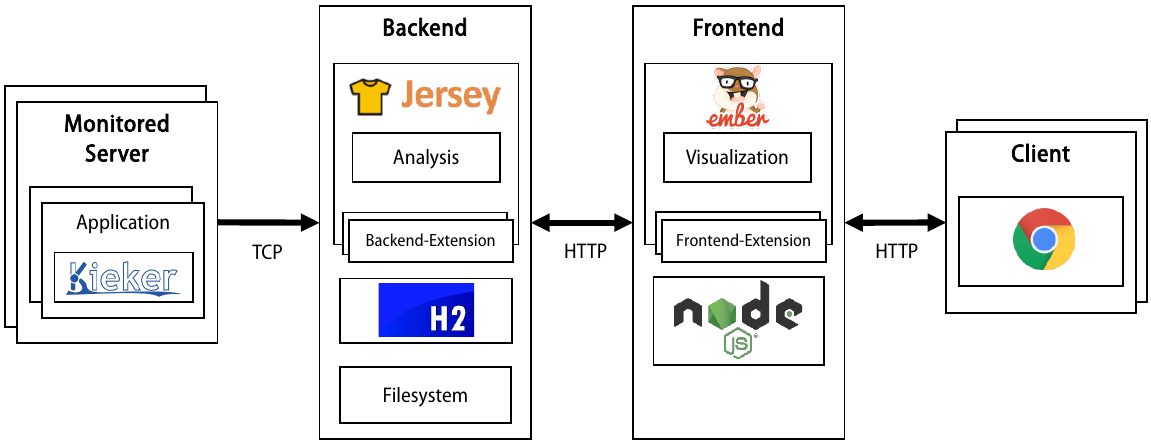 Monitored
Server
Application
Kieker
TCP
Backend
Jersey
Analysis
Backend-Extension
H2
Filesystem
HTTP
Frontend
ember
Visualization
Frontend-Extension
node
JS
®
HTTP
Client